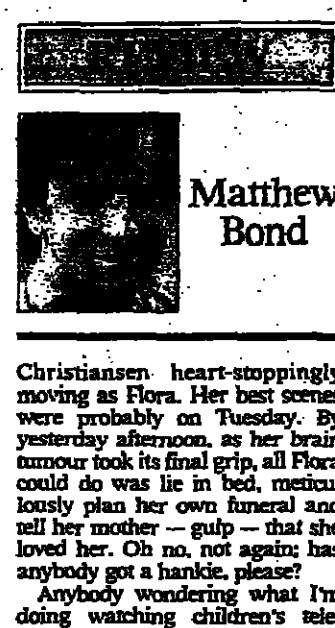 Matthew
Bond
Christiansen heart-stoppingly
moving as Flora. Her best scenes
were probably on Tuesday. By
yesterday afternoon, as her brain
tumour took its final grip, all Flora
could do was lie in bed, meticu-
lously plan her own funeral and
tell her mother — gulp — that she
loved her. Oh no, not again; has
anybody got a hankie, please?
Anybody wondering what I'm
doing watching children's tele